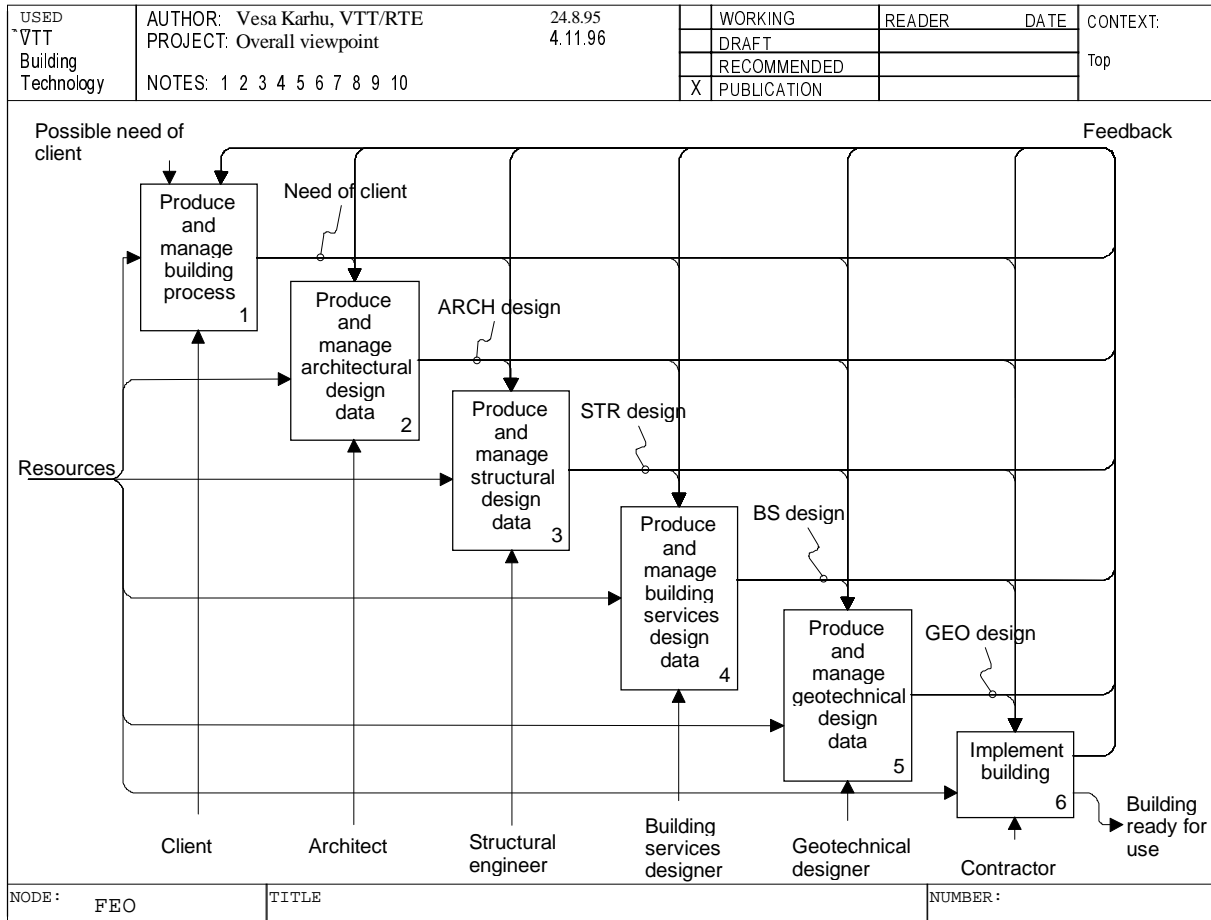 USED
VTT
Building
Technology
AUTHOR: Vesa Karhu, VTT/RTE
24.8.95
PROJECT: Overall viewpoint
4.11.96
NOTES: 1 2 3 4 5 6 7 8 9 10
WORKING
DRAFT
RECOMMENDED
X PUBLICATION
READER DATE
CONTEXT:
Top
Possible need of
client
Feedback
Produce
and
manage
building
process
1
Need of client
Produce
and
manage
architectural
design
data
2
ARCH design
Produce
and
manage
structural
design
data
3
STR design
Resources
Produce
and
manage
building
services
design
data
4
BS design
Produce
and
manage
geotechnical
design
data
5
GEO design
Implement
building
6
Building
ready for
use
Client
Architect
Structural
engineer
Building
services
designer
Geotechnical
designer
Contractor
NODE: FEO
TITLE
NUMBER: